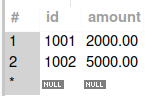 # id amount
1 1001 2000.00
2 1002 5000.00
* NULL NULL